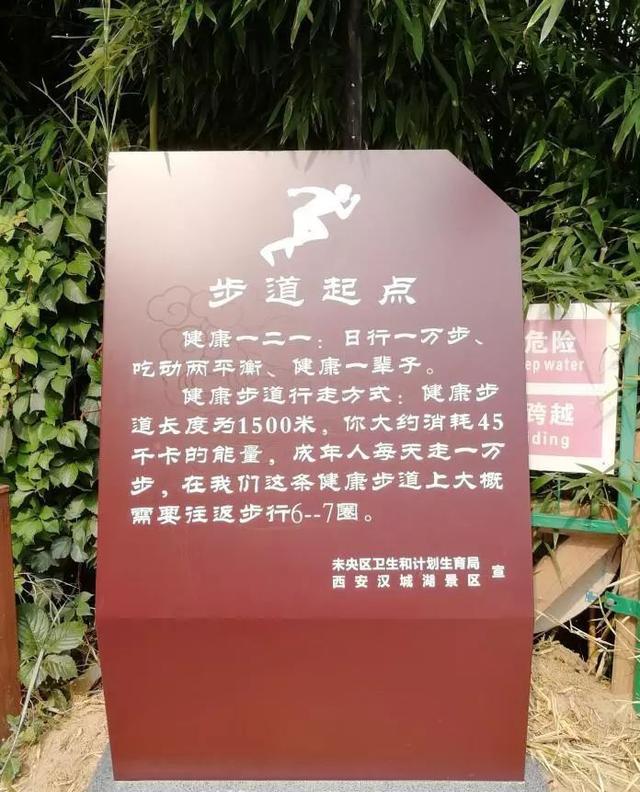 步道起点
健康一二一：日行一万步、
吃动两平衡、健康一辈子。
健康步道行走方式：健康步
道长度为1500米，你大约消耗45
千卡的能量，成年人每天走一万
步，在我们这条健康步道上大概
需要往返步行6--7圈。
未央区卫生和计划生育局
西安汉城湖景区 宣
危险
ep water
跨越
ding